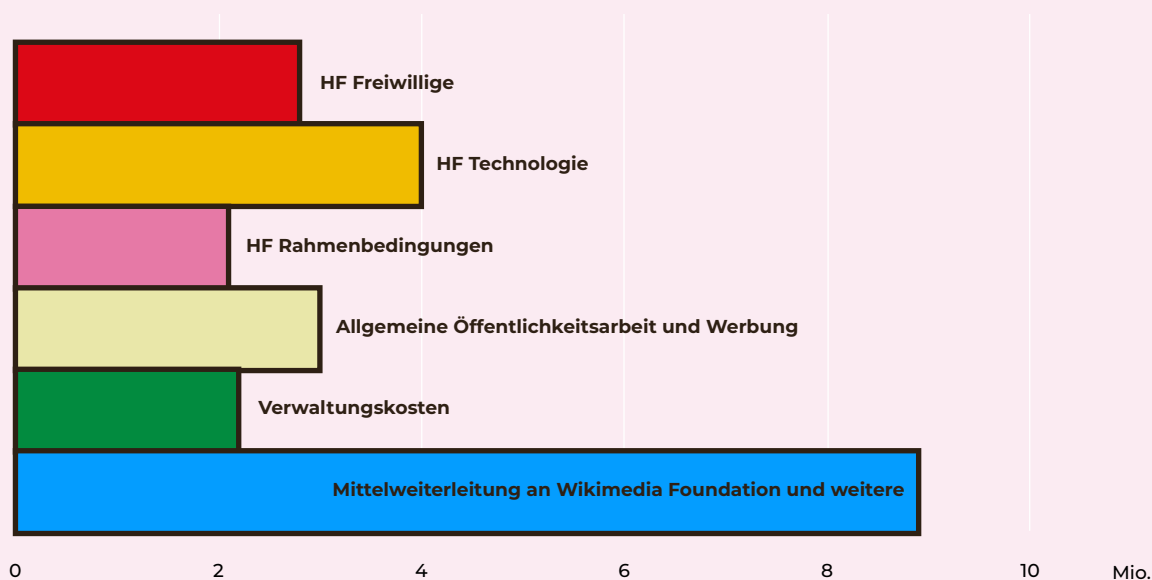 HF Freiwillige
HF Technologie
HF Rahmenbedingungen
Allgemeine Öffentlichkeitsarbeit und Werbung
Verwaltungskosten
Mittelweiterleitung an Wikimedia Foundation und weitere
0 2 4 6 8 10 Mio.